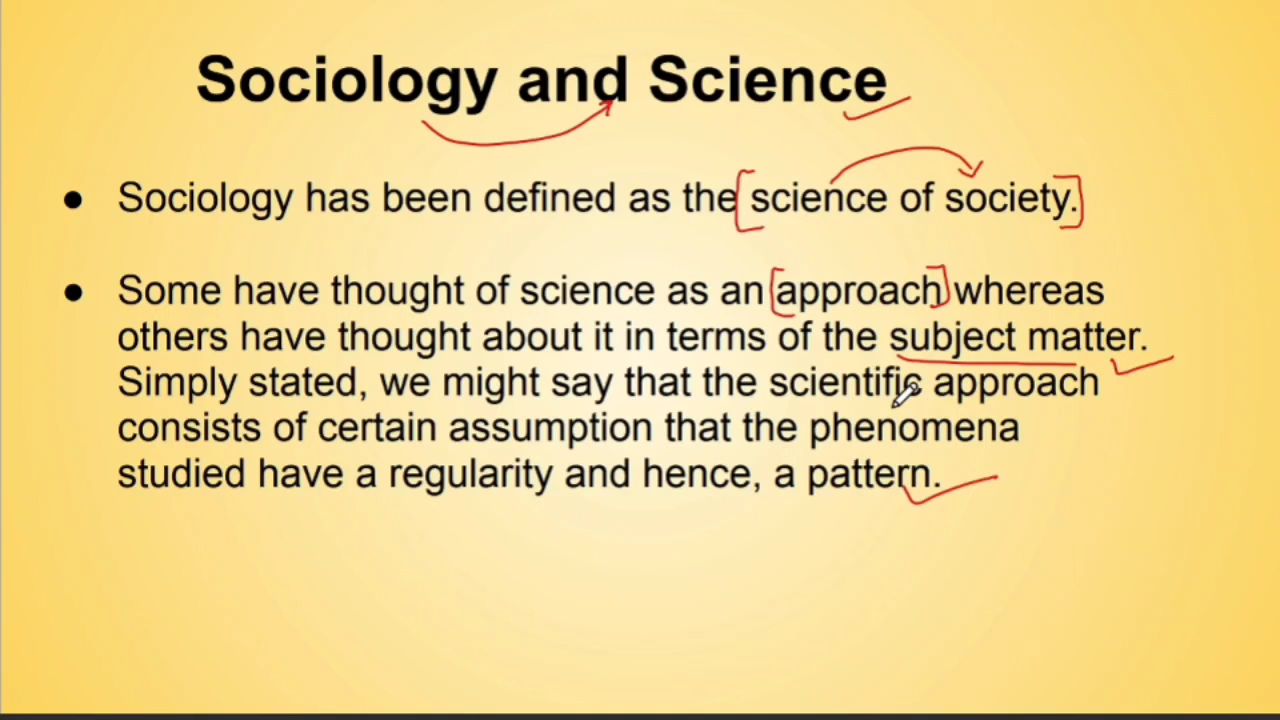 Sociology and Science
● Sociology has been defined as the science of society.
● Some have thought of science as an approach whereas
others have thought about it in terms of the subject matter.
Simply stated, we might say that the scientific approach
consists of certain assumption that the phenomena
studied have a regularity and hence, a pattern.